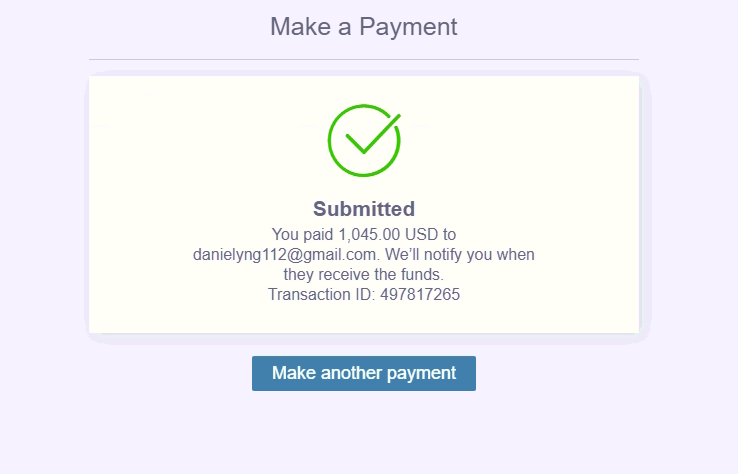 Make a Payment
Submitted
You paid 1,045.00 USD to
danielyng112@gmail.com. We’ll notify you when
they receive the funds.
Transaction ID: 497817265
Make another payment